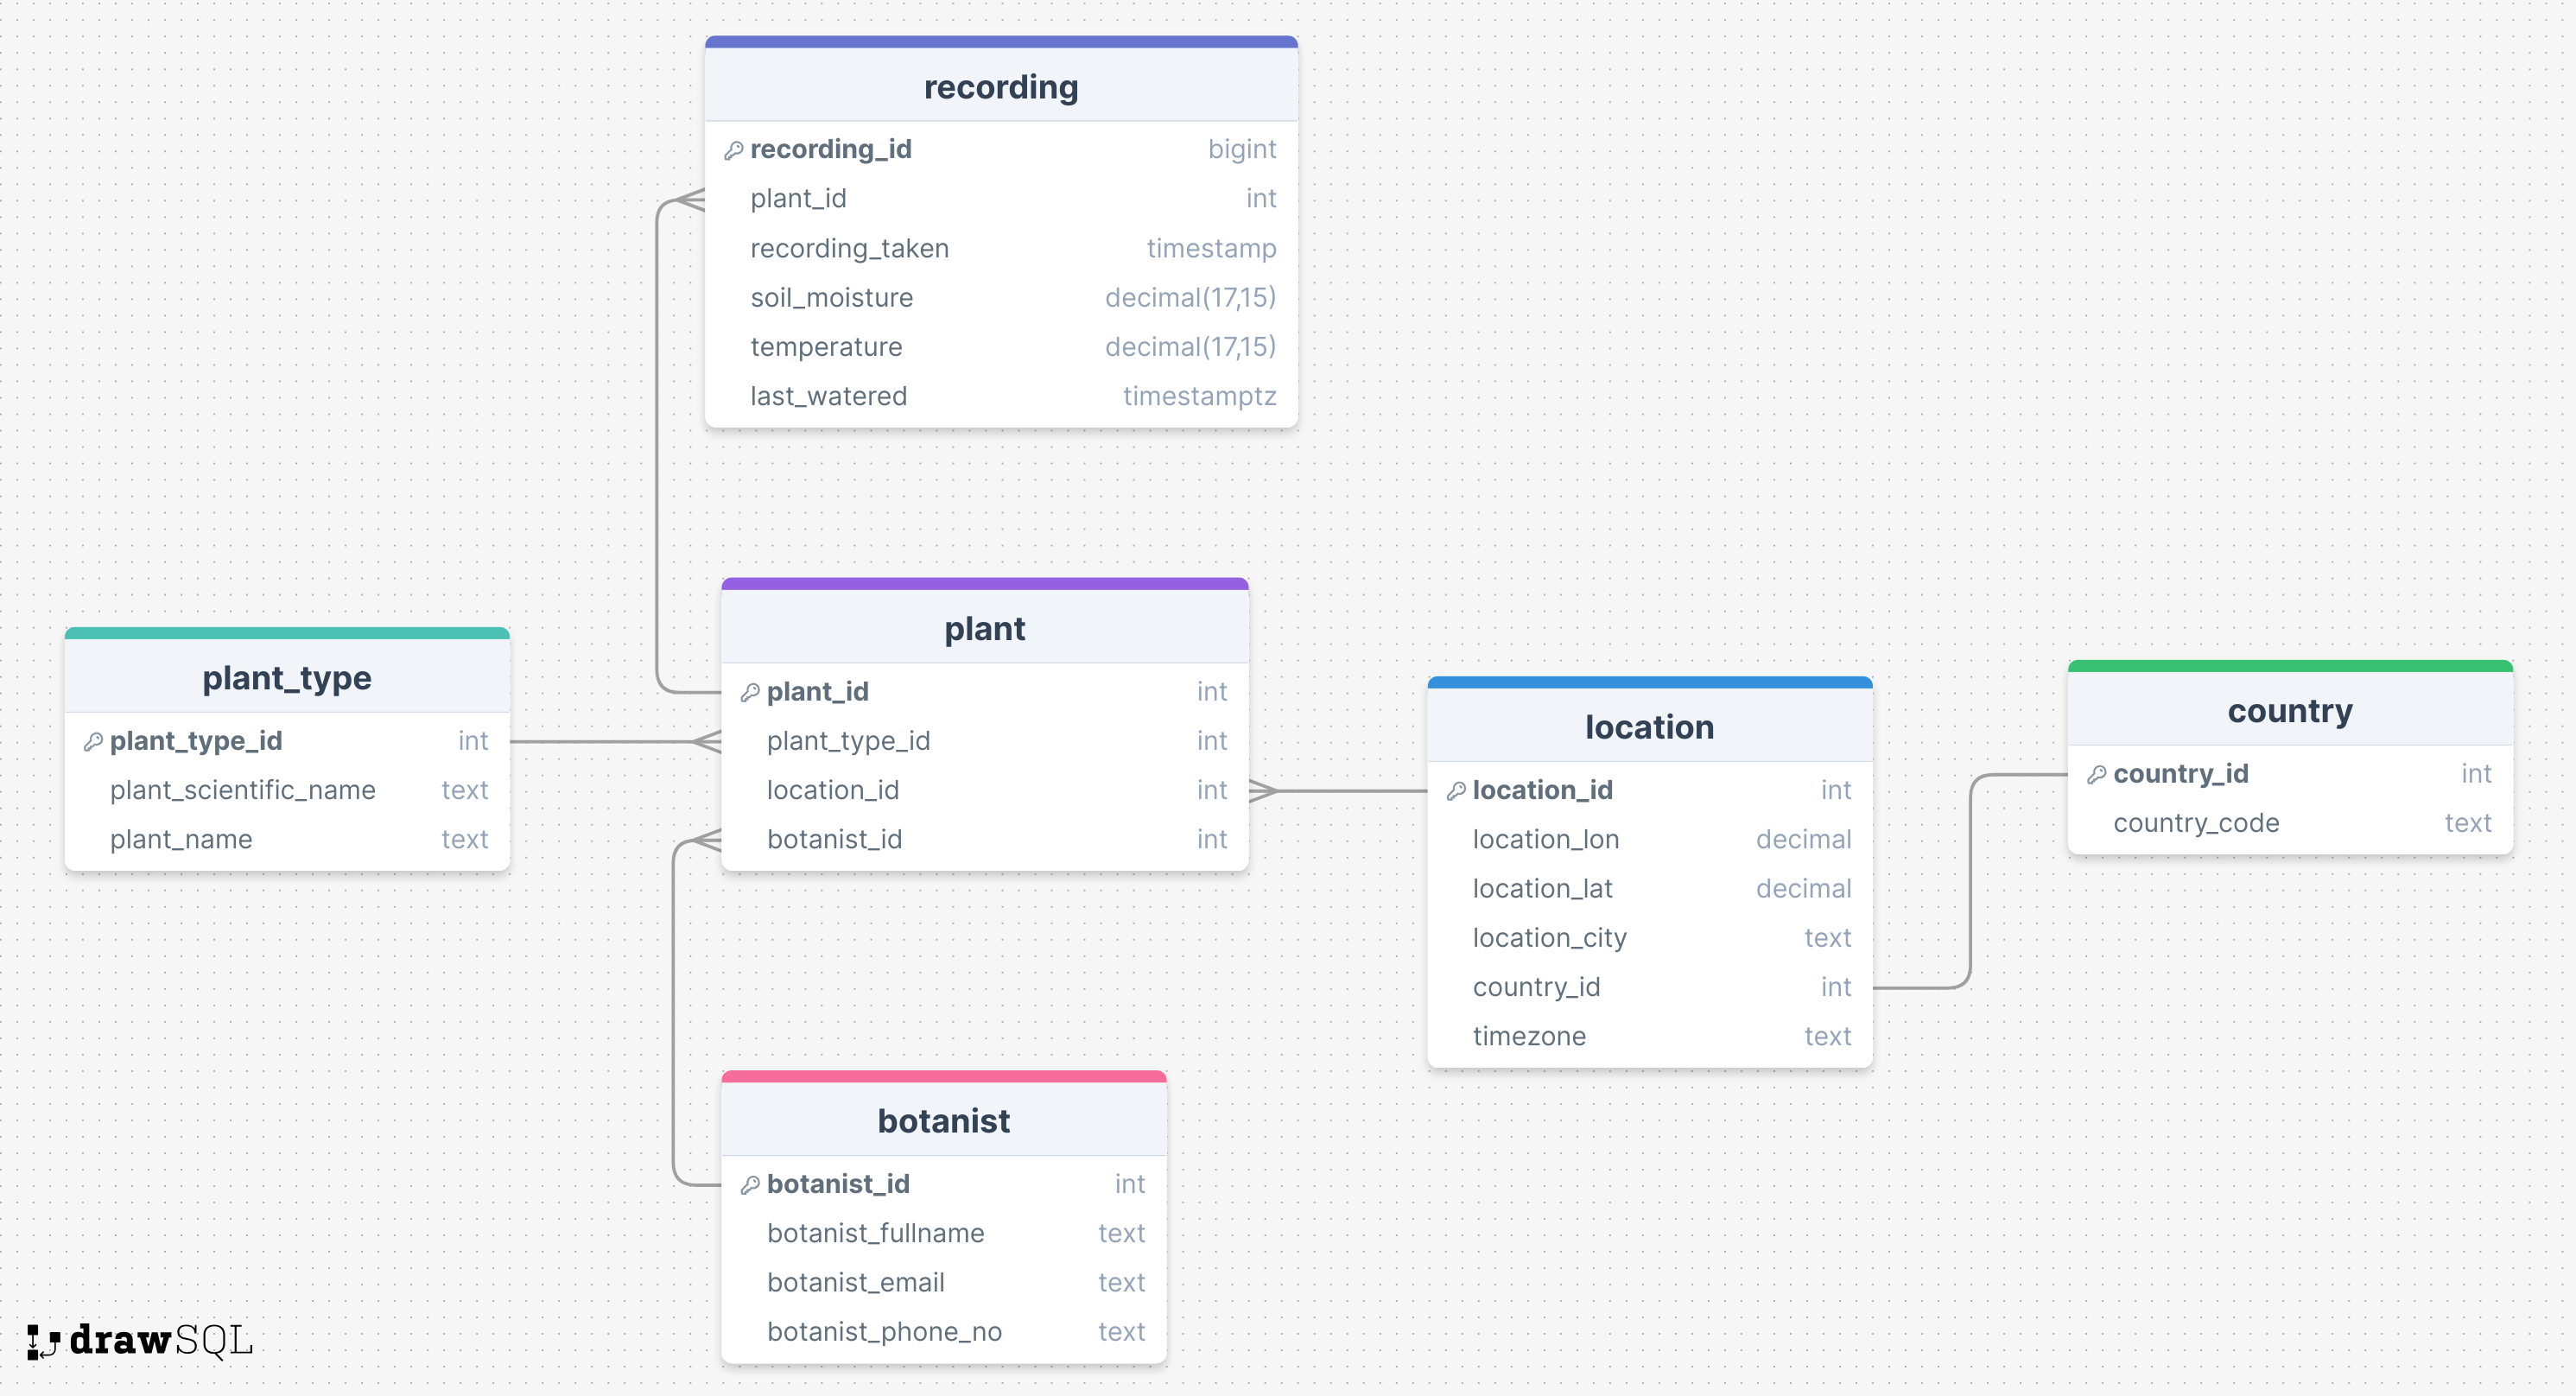 recording
recording_id bigint
plant_id int
recording_taken timestamp
soil_moisture decimal(17,15)
temperature decimal(17,15)
last_watered timestamptz
plant_type
plant_type_id int
plant_scientific_name text
plant_name text
plant
plant_id int
plant_type_id int
location_id int
botanist_id int
location
location_id int
location_lon decimal
location_lat decimal
location_city text
country_id int
timezone text
country
country_id int
country_code text
botanist
botanist_id int
botanist_fullname text
botanist_email text
botanist_phone_no text
drawSQL